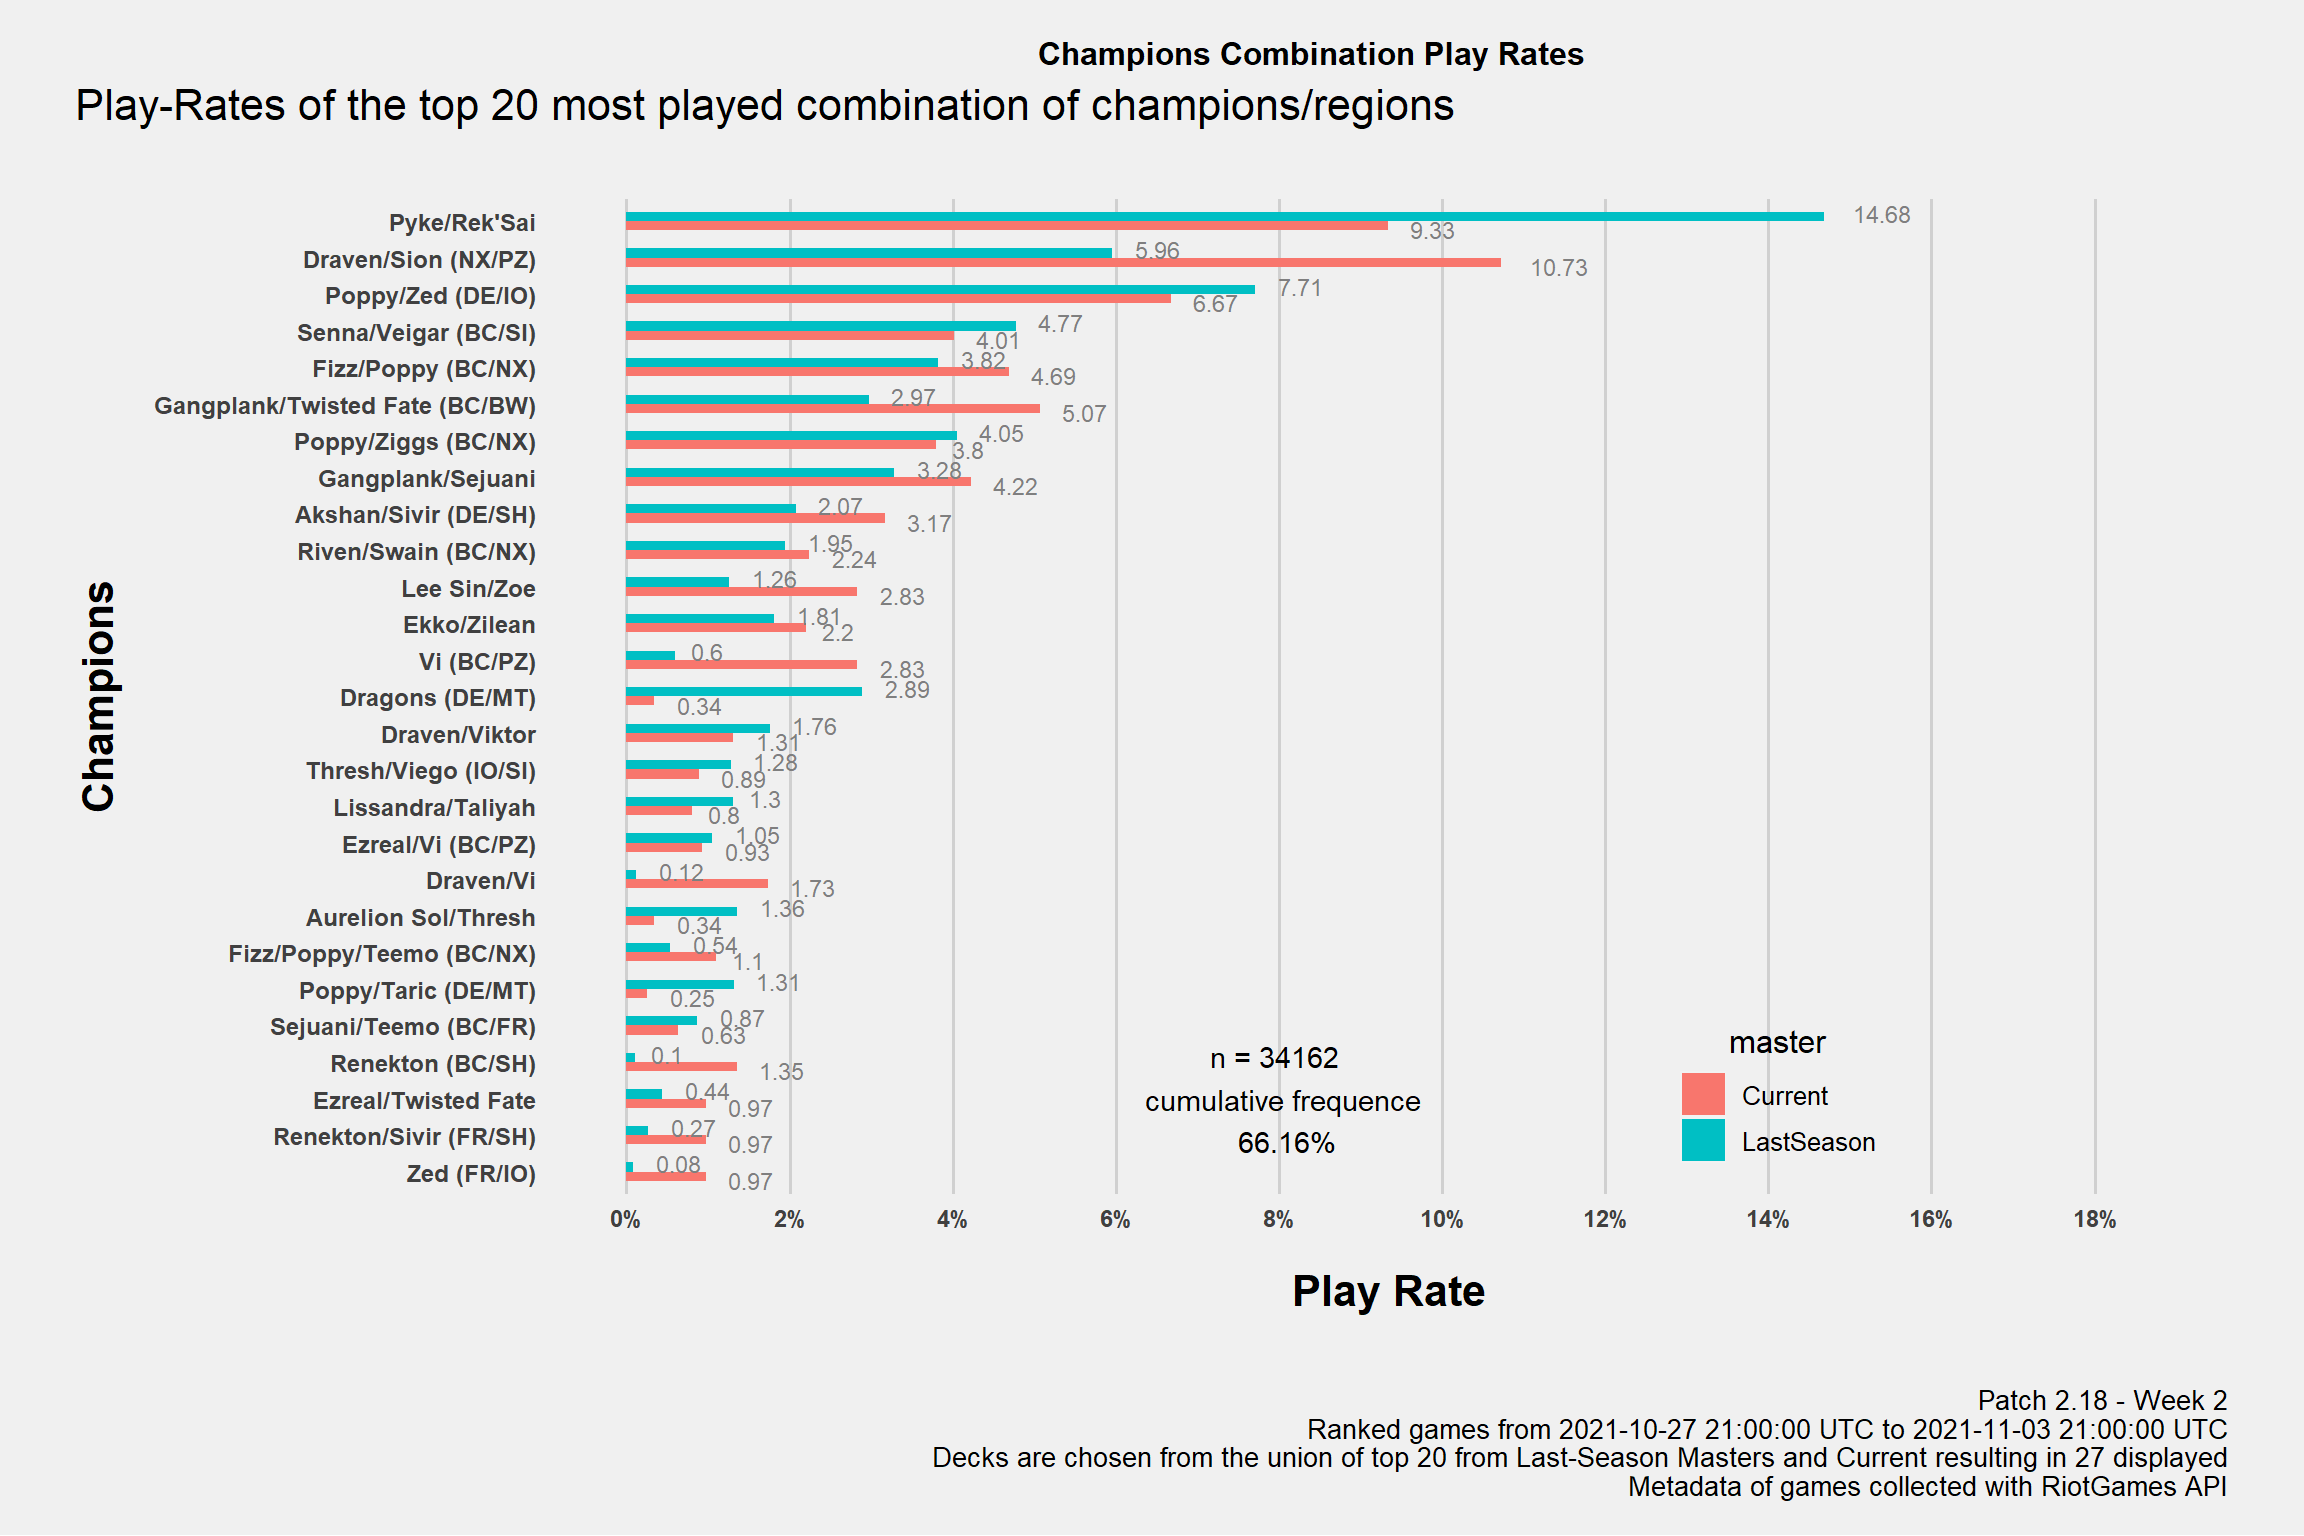 Champions Combination Play Rates
Play-Rates of the top 20 most played combination of champions/regions
Champions
Pyke/Rek'Sai 14.68 9.33
Draven/Sion (NX/PZ) 5.96 10.73
Poppy/Zed (DE/IO) 7.71 6.67
Senna/Veigar (BC/SI) 4.77 4.01
Fizz/Poppy (BC/NX) 3.82 4.69
Gangplank/Twisted Fate (BC/BW) 2.97 5.07
Poppy/Ziggs (BC/NX) 4.05 3.8
Gangplank/Sejuani 3.28 4.22
Akshan/Sivir (DE/SH) 2.07 3.17
Riven/Swain (BC/NX) 1.95 2.24
Lee Sin/Zoe 1.26 2.83
Ekko/Zilean 1.81 2.2
Vi (BC/PZ) 0.6 2.83
Dragons (DE/MT) 2.89 0.34
Draven/Viktor 1.76 1.31
Thresh/Viego (IO/SI) 1.28 0.89
Lissandra/Taliyah 1.3 0.8
Ezreal/Vi (BC/PZ) 1.05 0.93
Draven/Vi 0.12 1.73
Aurelion Sol/Thresh 1.36 0.34
Fizz/Poppy/Teemo (BC/NX) 0.54 1.1
Poppy/Taric (DE/MT) 1.31 0.25
Sejuani/Teemo (BC/FR) 0.87 0.63
Renekton (BC/SH) 0.1 1.35
Ezreal/Twisted Fate 0.44 0.97
Renekton/Sivir (FR/SH) 0.27 0.97
Zed (FR/IO) 0.08 0.97
n = 34162
cumulative frequence
66.16%
master
Current
LastSeason
0% 2% 4% 6% 8% 10% 12% 14% 16% 18%
Play Rate
Patch 2.18 - Week 2
Ranked games from 2021-10-27 21:00:00 UTC to 2021-11-03 21:00:00 UTC
Decks are chosen from the union of top 20 from Last-Season Masters and Current resulting in 27 displayed
Metadata of games collected with RiotGames API